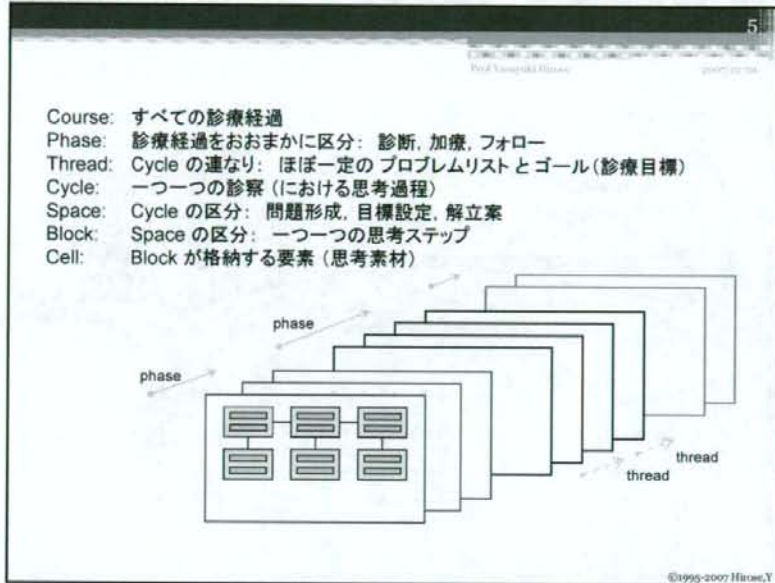 5
Prof. Yasuyuki Hirose
Course: すべての診療経過
Phase: 診療経過をおおまかに区分： 診断, 加療, フォロー
Thread: Cycle の連なり： ほぼ一定の プロブレムリスト とゴール（診療目標）
Cycle: 一つ一つの診察（における思考過程）
Space: Cycle の区分： 問題形成, 目標設定, 解立案
Block: Space の区分： 一つ一つの思考ステップ
Cell: Block が格納する要素（思考素材）
phase
phase
thread
thread
©1995-2007 Hirose,Y